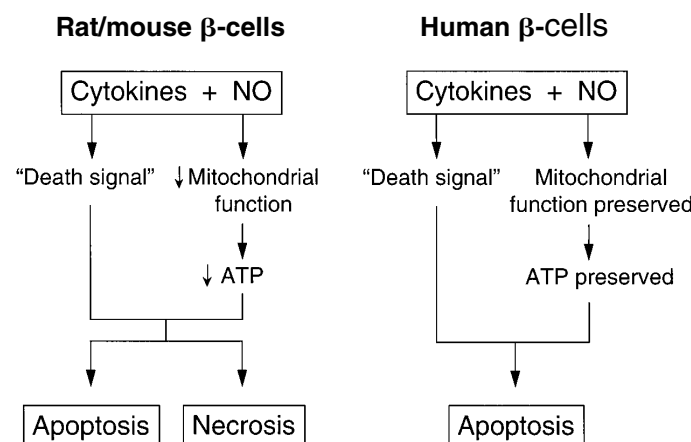 Rat/mouse β-cells
Cytokines + NO
“Death signal”
↓ Mitochondrial
function
↓ ATP
Apoptosis
Necrosis
Human β-cells
Cytokines + NO
“Death signal”
Mitochondrial
function preserved
ATP preserved
Apoptosis